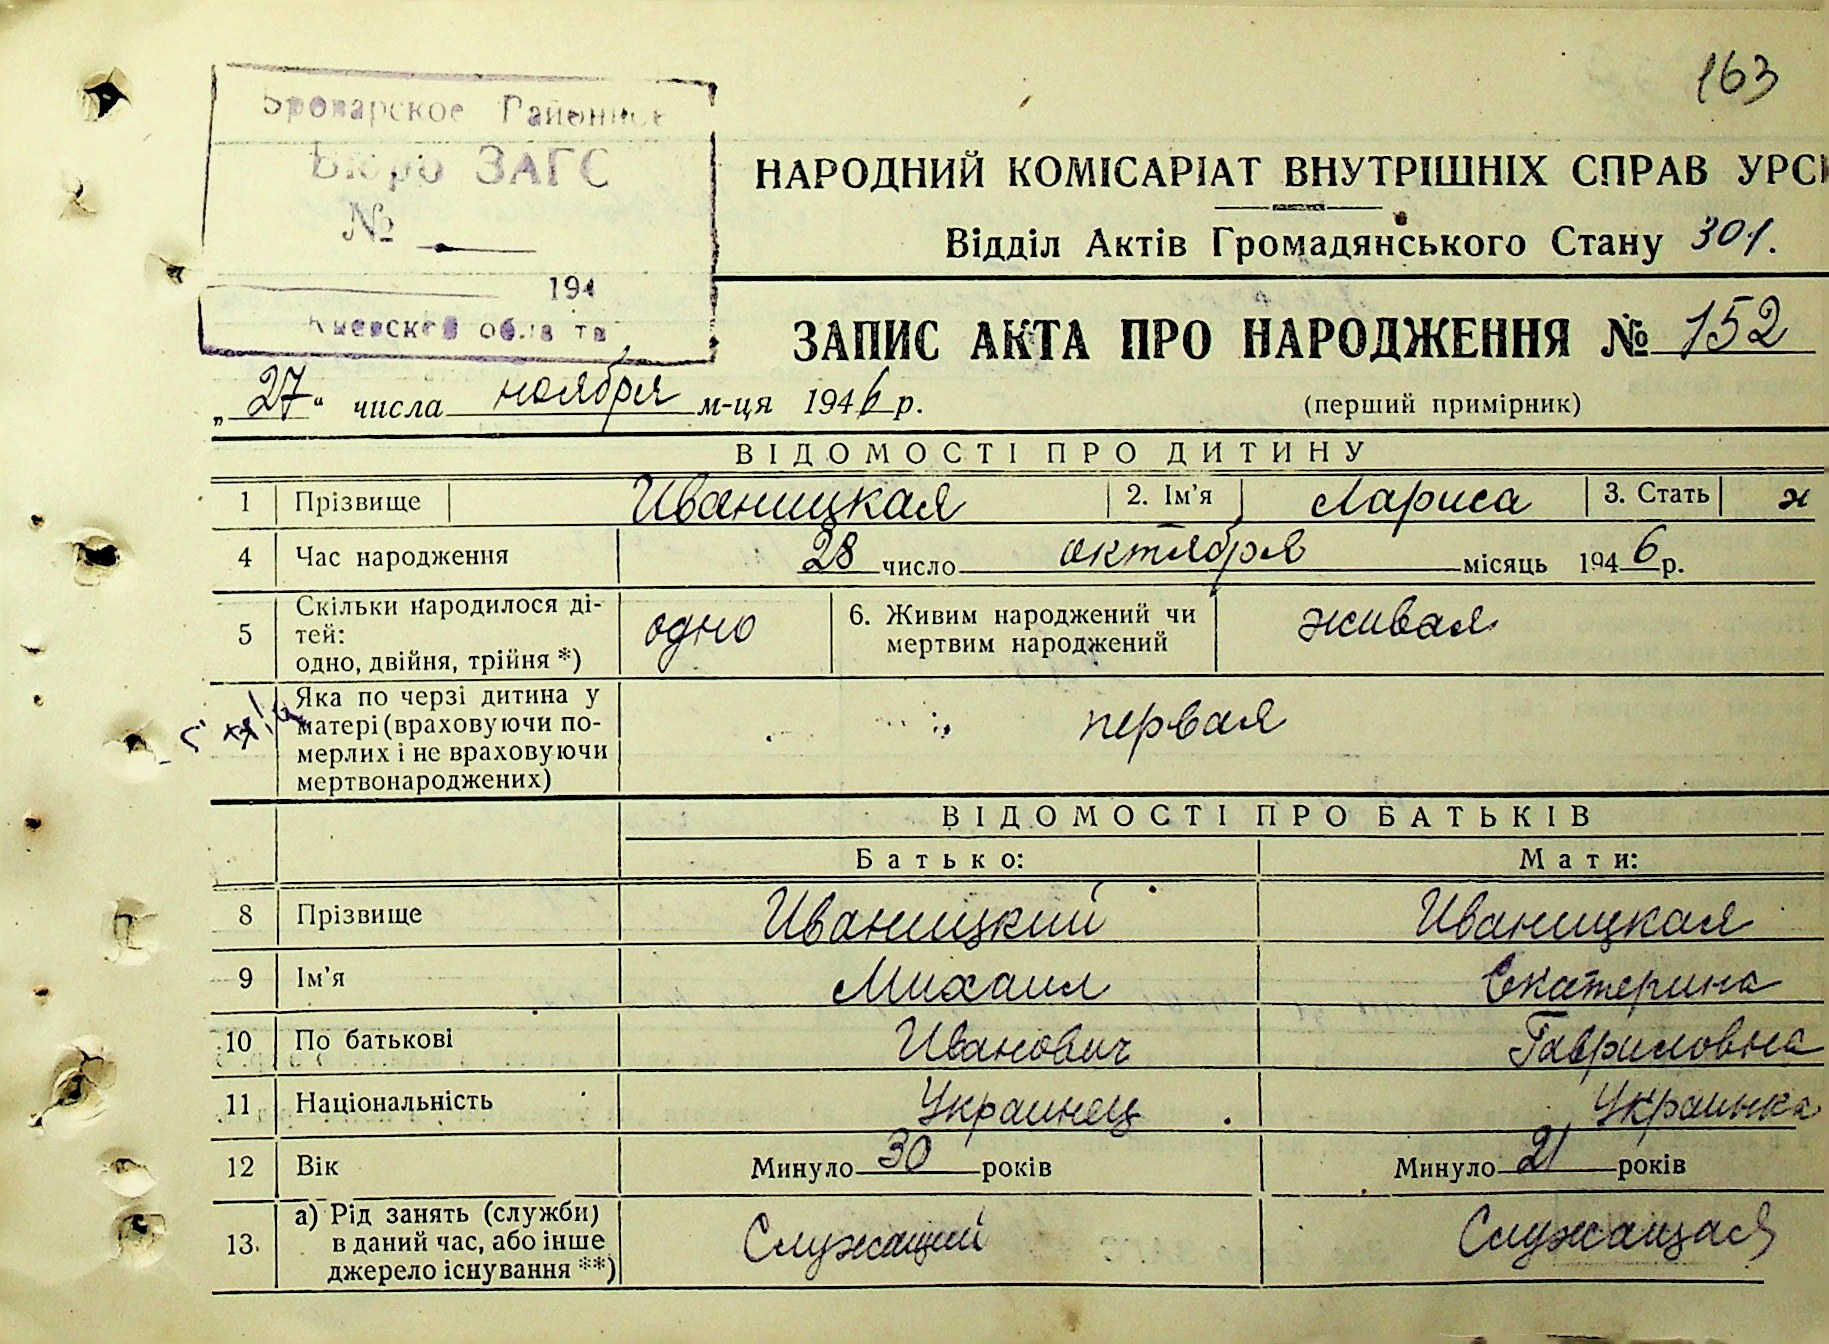 163
Броварское Районное
Бюро ЗАГС
№
194
Киевской области
НАРОДНИЙ КОМІСАРІАТ ВНУТРІШНІХ СПРАВ УРСР
Відділ Актів Громадянського Стану 301.
ЗАПИС АКТА ПРО НАРОДЖЕННЯ № 152
„27“ числа ноября м-ця 1946 р. (перший примірник)
ВІДОМОСТІ ПРО ДИТИНУ
1 Прізвище Иваницкая 2. Ім’я Лариса 3. Стать ж
4 Час народження 28 число октября місяць 1946 р.
5 Скільки народилося ді-
тей:
одно, двійня, трійня *) одно 6. Живим народжений чи
мертвим народжений живая
Яка по черзі дитина у
матері (враховуючи по-
мерлих і не враховуючи
мертвонароджених) первая
ВІДОМОСТІ ПРО БАТЬКІВ
Батько: Мати:
8 Прізвище Иваницкий Иваницкая
9 Ім’я Михаил Екатерина
10 По батькові Иванович Гавриловна
11 Національність Украинец Украинка
12 Вік Минуло 30 років Минуло 21 років
13. а) Рід занять (служби)
в даний час, або інше
джерело існування **) Служащий Служащая